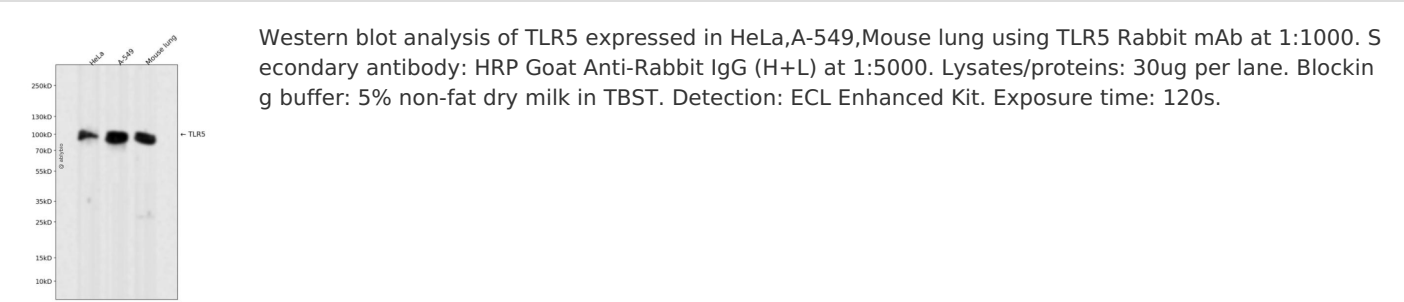 HeLa
A-549
Mouse lung
250kD
130kD
100kD
70kD
55kD
35kD
25kD
15kD
10kD
← TLR5
Western blot analysis of TLR5 expressed in HeLa,A-549,Mouse lung using TLR5 Rabbit mAb at 1:1000. S
econdary antibody: HRP Goat Anti-Rabbit IgG (H+L) at 1:5000. Lysates/proteins: 30ug per lane. Blockin
g buffer: 5% non-fat dry milk in TBST. Detection: ECL Enhanced Kit. Exposure time: 120s.